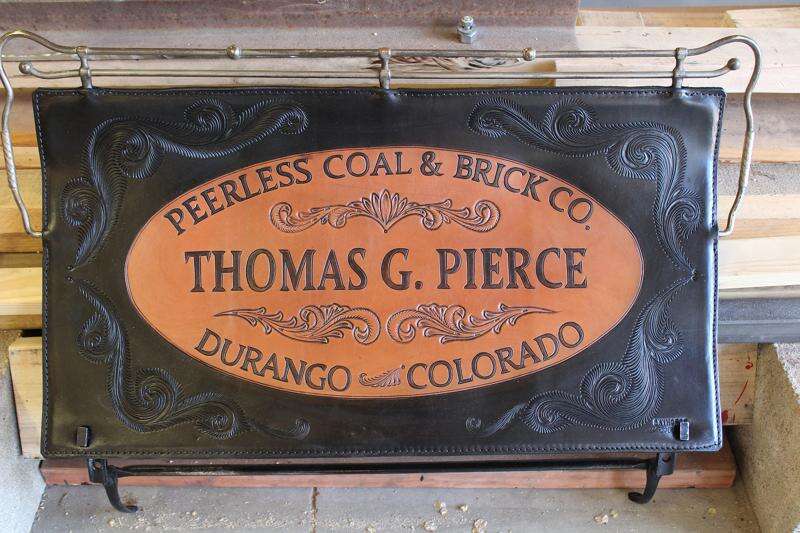 PEERLESS COAL & BRICK CO.
THOMAS G. PIERCE
DURANGO COLORADO